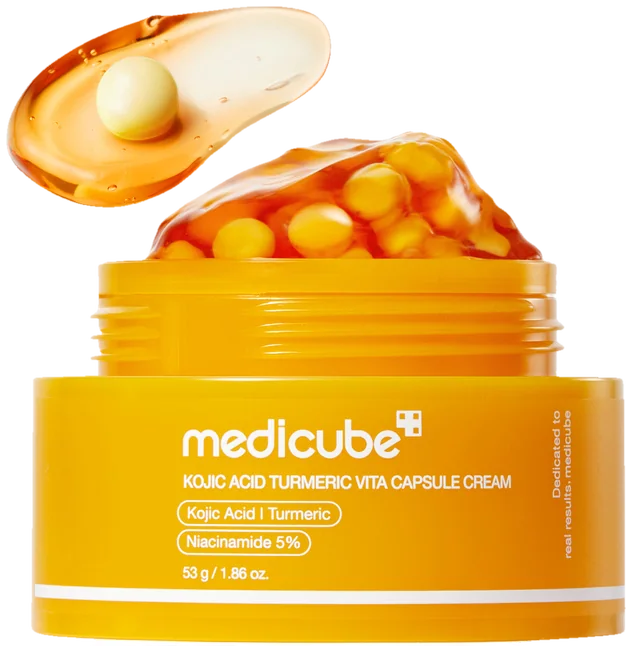 medicube
KOJIC ACID TURMERIC VITA CAPSULE CREAM
Kojic Acid | Turmeric
Niacinamide 5%
53 g / 1.86 oz.
Dedicated to
real results, medicube